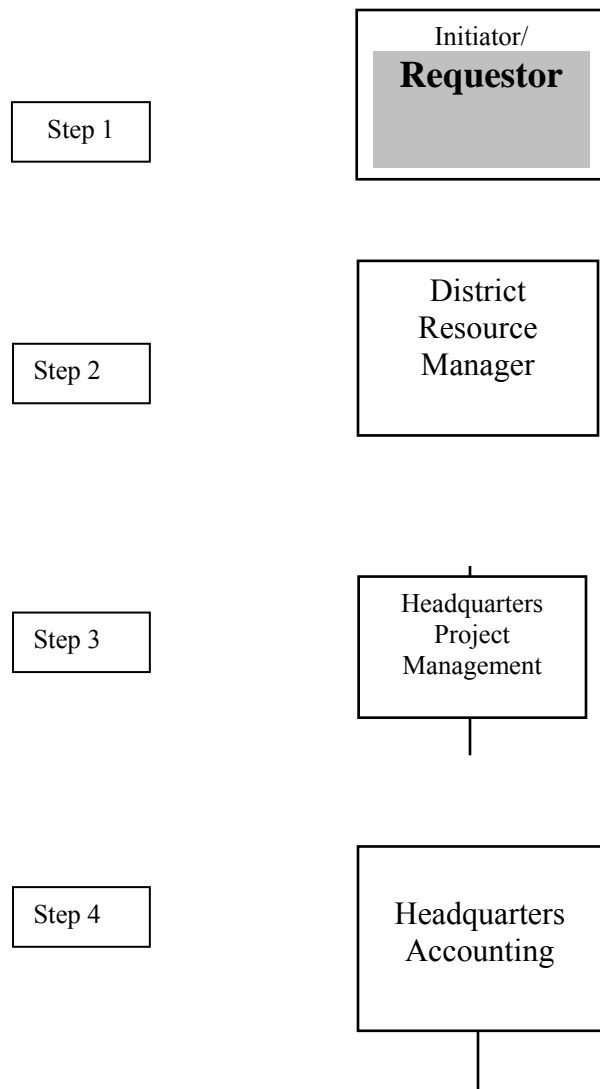 Initiator/
Requestor
Step 1
District
Resource
Manager
Step 2
Headquarters
Project
Management
Step 3
Headquarters
Accounting
Step 4